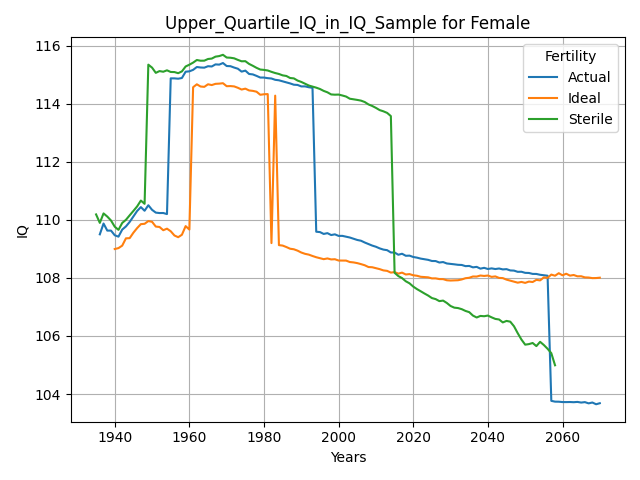 Upper_Quartile_IQ_in_IQ_Sample for Female
Fertility
Actual
Ideal
Sterile
IQ
116
114
112
110
108
106
104
1940
1960
1980
2000
2020
2040
2060
Years